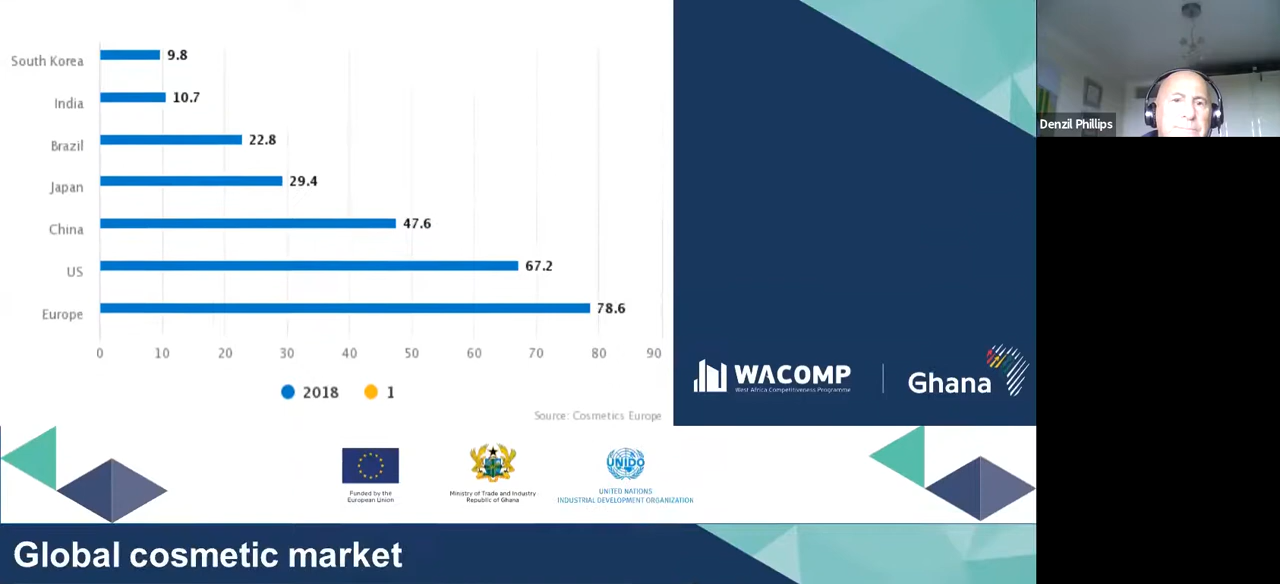 South Korea 9.8
India 10.7
Brazil 22.8
Japan 29.4
China 47.6
US 67.2
Europe 78.6
0 10 20 30 40 50 60 70 80 90
2018 1
Source: Cosmetics Europe
WACOMP
West Africa Competitiveness Programme
Ghana
Denzil Phillips
Funded by the
European Union
Ministry of Trade and Industry
Republic of Ghana
UNIDO
UNITED NATIONS
INDUSTRIAL DEVELOPMENT ORGANIZATION
Global cosmetic market